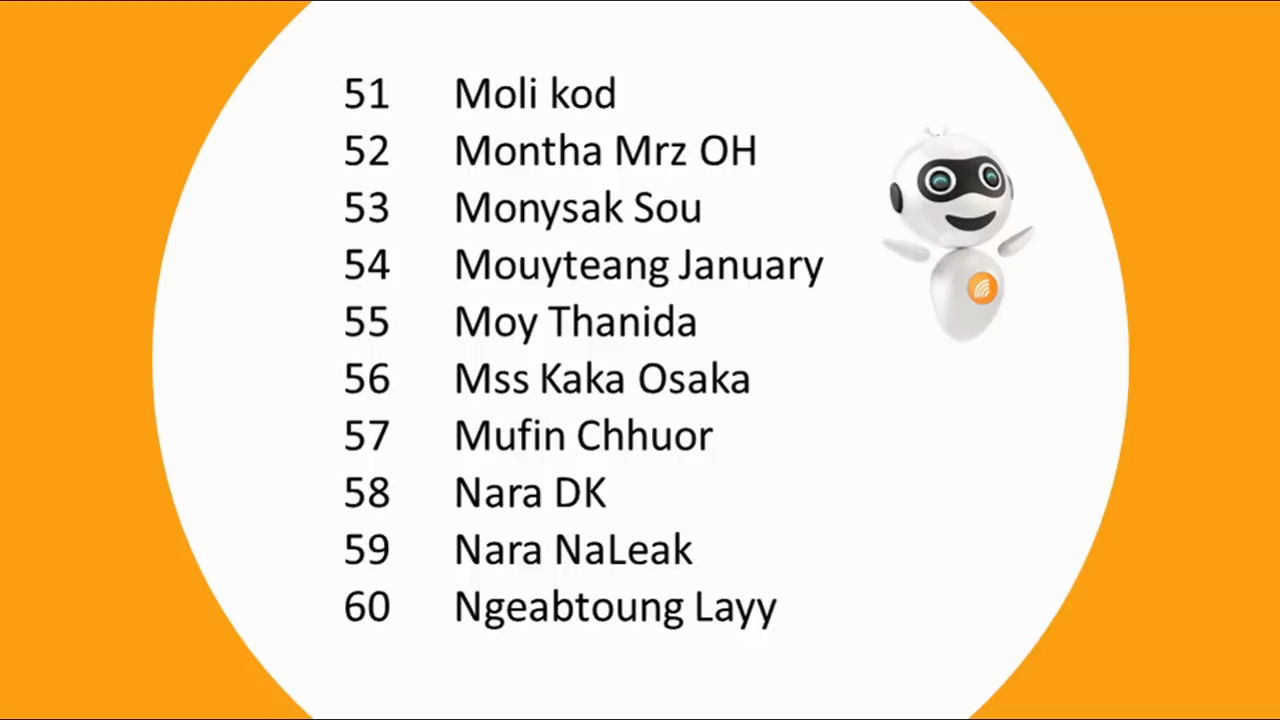 51 Moli kod
52 Montha Mrz OH
53 Monysak Sou
54 Mouyteang January
55 Moy Thanida
56 Mss Kaka Osaka
57 Mufin Chhuor
58 Nara DK
59 Nara NaLeak
60 Ngeabtoung Layy